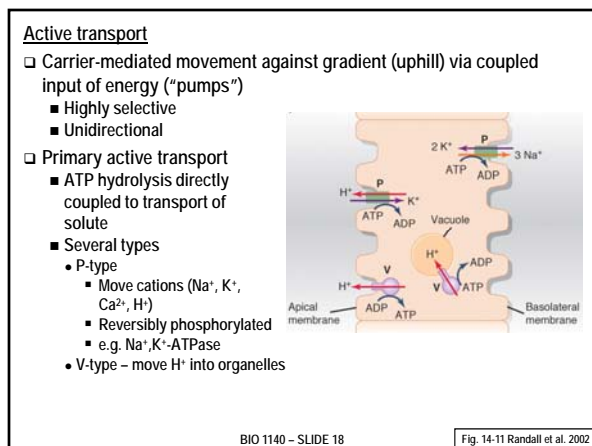 Active transport
❑ Carrier-mediated movement against gradient (uphill) via coupled
input of energy (“pumps”)
■ Highly selective
■ Unidirectional
❑ Primary active transport
■ ATP hydrolysis directly
coupled to transport of
solute
■ Several types
• P-type
■ Move cations (Na⁺, K⁺,
Ca²⁺, H⁺)
■ Reversibly phosphorylated
■ e.g. Na⁺,K⁺-ATPase
• V-type – move H⁺ into organelles
2 K⁺
P
3 Na⁺
ATP
ADP
H⁺
P
K⁺
ATP
ADP
Vacuole
H⁺
ADP
V
ATP
H⁺
V
ADP
ATP
Apical
membrane
Basolateral
membrane
BIO 1140 – SLIDE 18
Fig. 14-11 Randall et al. 2002